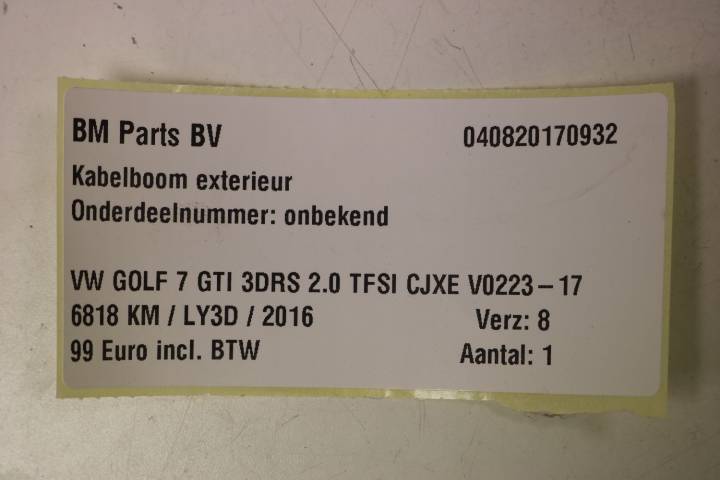 BM Parts BV 040820170932
Kabelboom exterieur
Onderdeelnummer: onbekend
VW GOLF 7 GTI 3DRS 2.0 TFSI CJXE V0223-17
6818 KM / LY3D / 2016 Verz: 8
99 Euro incl. BTW Aantal: 1